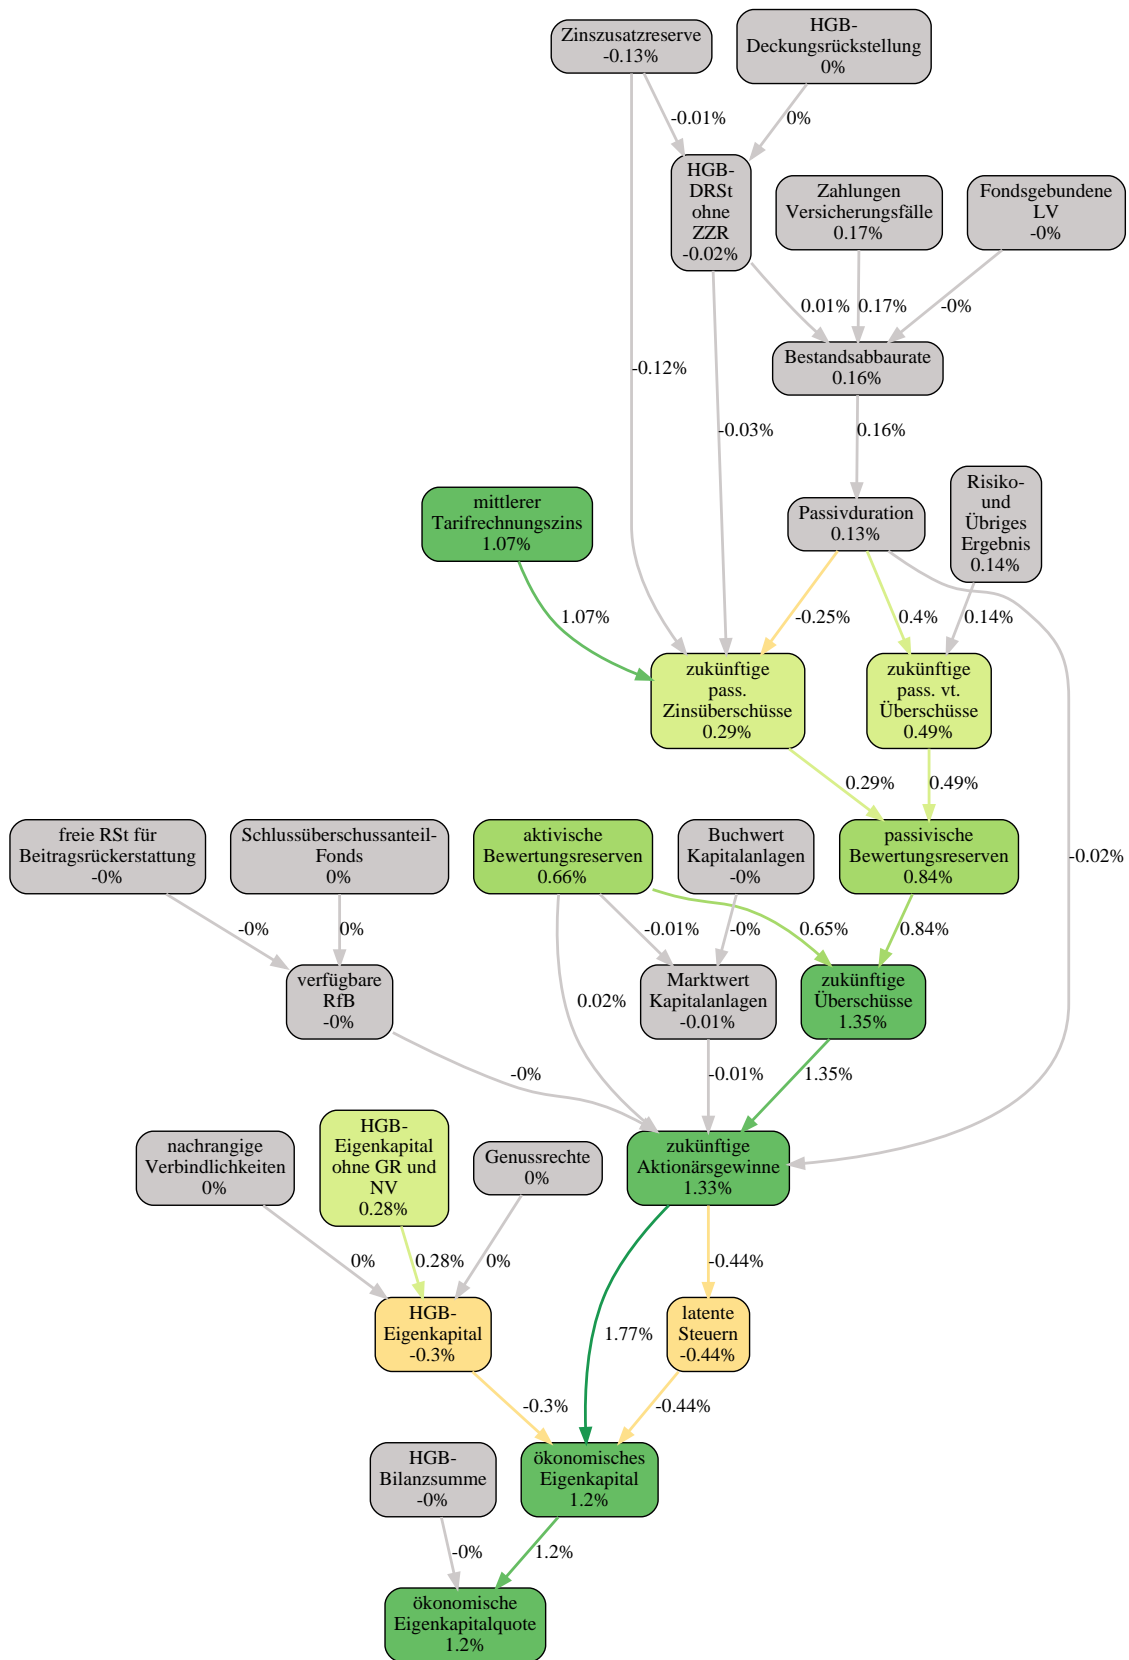 Zinszusatzreserve
-0.13%
HGB-
Deckungsrückstellung
0%
-0.01%
0%
HGB-
DRSt
ohne
ZZR
-0.02%
Zahlungen
Versicherungsfälle
0.17%
Fondsgebundene
LV
-0%
0.01%
0.17%
-0%
-0.12%
Bestandsabbaurate
0.16%
-0.03%
0.16%
mittlerer
Tarifrechnungszins
1.07%
Passivduration
0.13%
Risiko-
und
Übriges
Ergebnis
0.14%
1.07%
-0.25%
0.4%
0.14%
zukünftige
pass.
Zinsüberschüsse
0.29%
zukünftige
pass. vt.
Überschüsse
0.49%
0.29%
0.49%
freie RSt für
Beitragsrückerstattung
-0%
Schlussüberschussanteil-
Fonds
0%
aktivische
Bewertungsreserven
0.66%
Buchwert
Kapitalanlagen
-0%
passivische
Bewertungsreserven
0.84%
-0.02%
-0%
0%
-0.01%
-0%
0.65%
0.84%
verfügbare
RfB
-0%
0.02%
Marktwert
Kapitalanlagen
-0.01%
zukünftige
Überschüsse
1.35%
-0%
-0.01%
1.35%
nachrangige
Verbindlichkeiten
0%
HGB-
Eigenkapital
ohne GR und
NV
0.28%
Genussrechte
0%
zukünftige
Aktionärsgewinne
1.33%
0%
0.28%
0%
-0.44%
HGB-
Eigenkapital
-0.3%
1.77%
latente
Steuern
-0.44%
-0.3%
-0.44%
HGB-
Bilanzsumme
-0%
ökonomisches
Eigenkapital
1.2%
-0%
1.2%
ökonomische
Eigenkapitalquote
1.2%